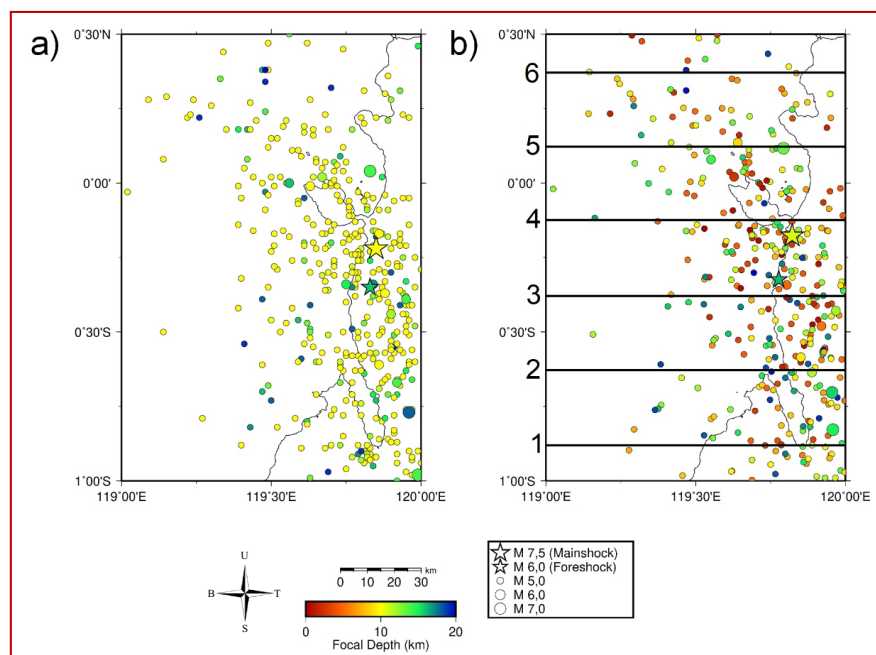 a)
b)
0˚30'N
0˚00'
0˚30'S
1˚00'S
119˚00'E
119˚30'E
120˚00'E
0˚30'N
0˚00'
0˚30'S
1˚00'S
119˚00'E
119˚30'E
120˚00'E
6
5
4
3
2
1
U
B T
S
km
0 5 10 15 20 25 30
0 10 20
Focal Depth (km)
M 7,5 (Mainshock)
M 6,0 (Foreshock)
M 5,0
M 6,0
M 7,0